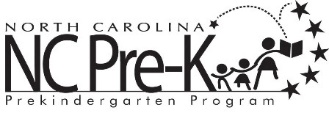 NORTH CAROLINA
NC Pre-K
Prekindergarten Program